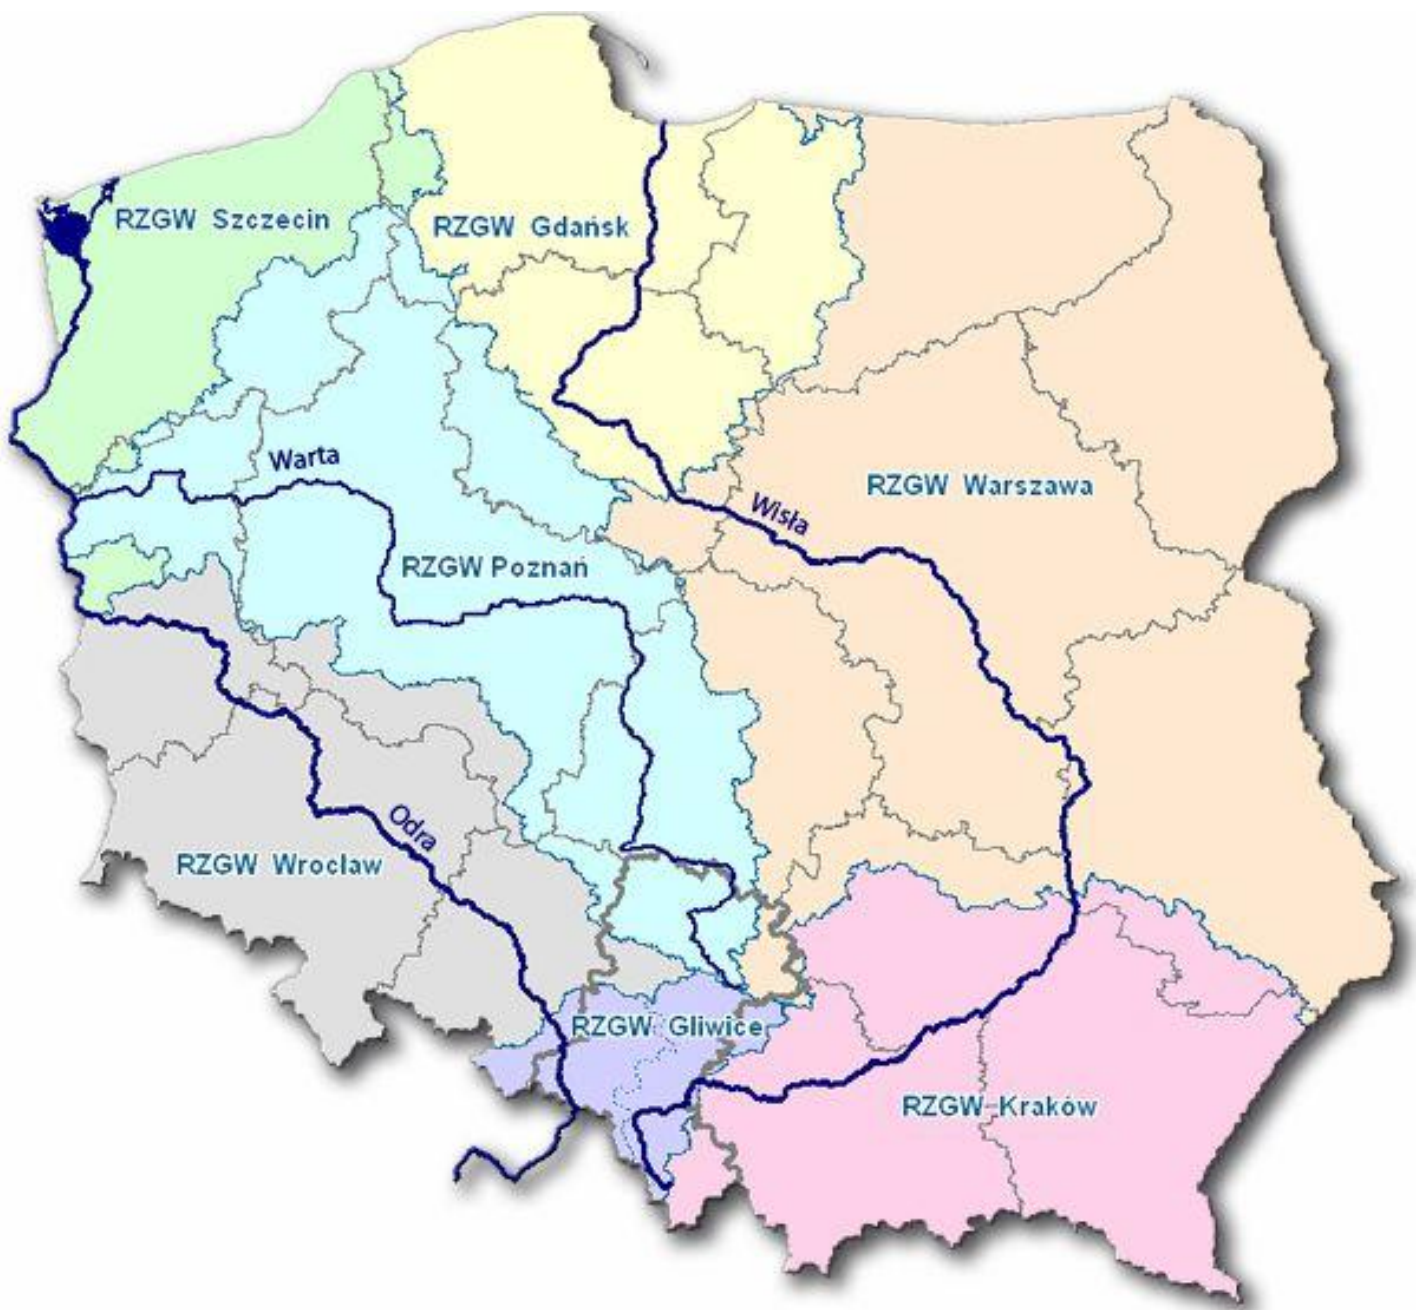 RZGW Szczecin
RZGW Gdańsk
Warta
RZGW Warszawa
Wisła
RZGW Poznań
Odra
RZGW Wrocław
RZGW Gliwice
RZGW Kraków